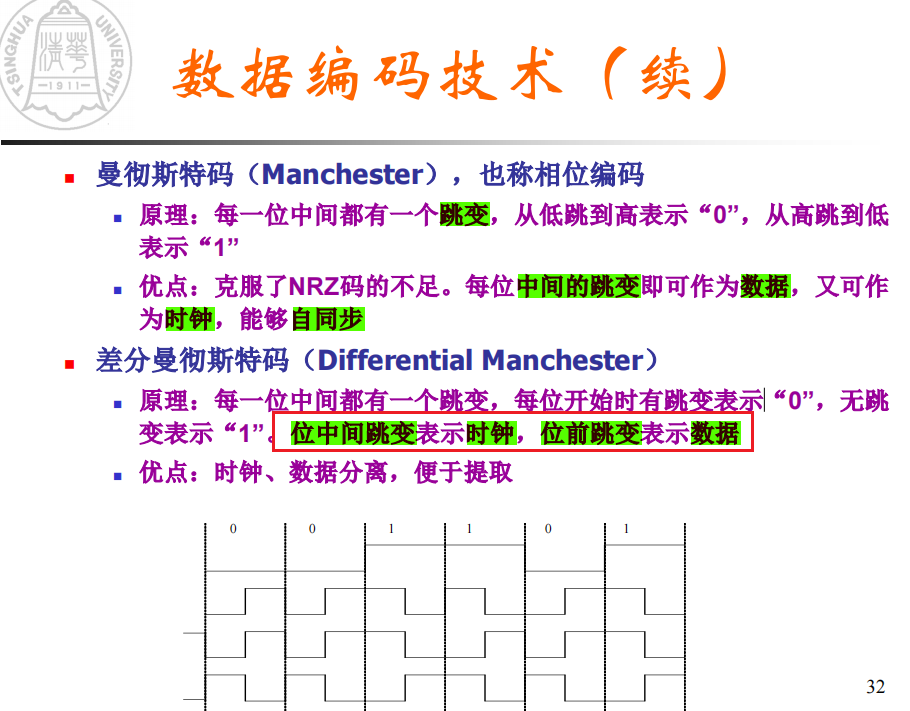 TSINGHUA UNIVERSITY
清華
-1911-
数据编码技术（续）
曼彻斯特码（Manchester），也称相位编码
原理：每一位中间都有一个跳变，从低跳到高表示“0”，从高跳到低
表示“1”
优点：克服了NRZ码的不足。每位中间的跳变即可作为数据，又可作
为时钟，能够自同步
差分曼彻斯特码（Differential Manchester）
原理：每一位中间都有一个跳变，每位开始时有跳变表示“0”，无跳
变表示“1”。位中间跳变表示时钟，位前跳变表示数据
优点：时钟、数据分离，便于提取
0 0 1 1 0 1
32